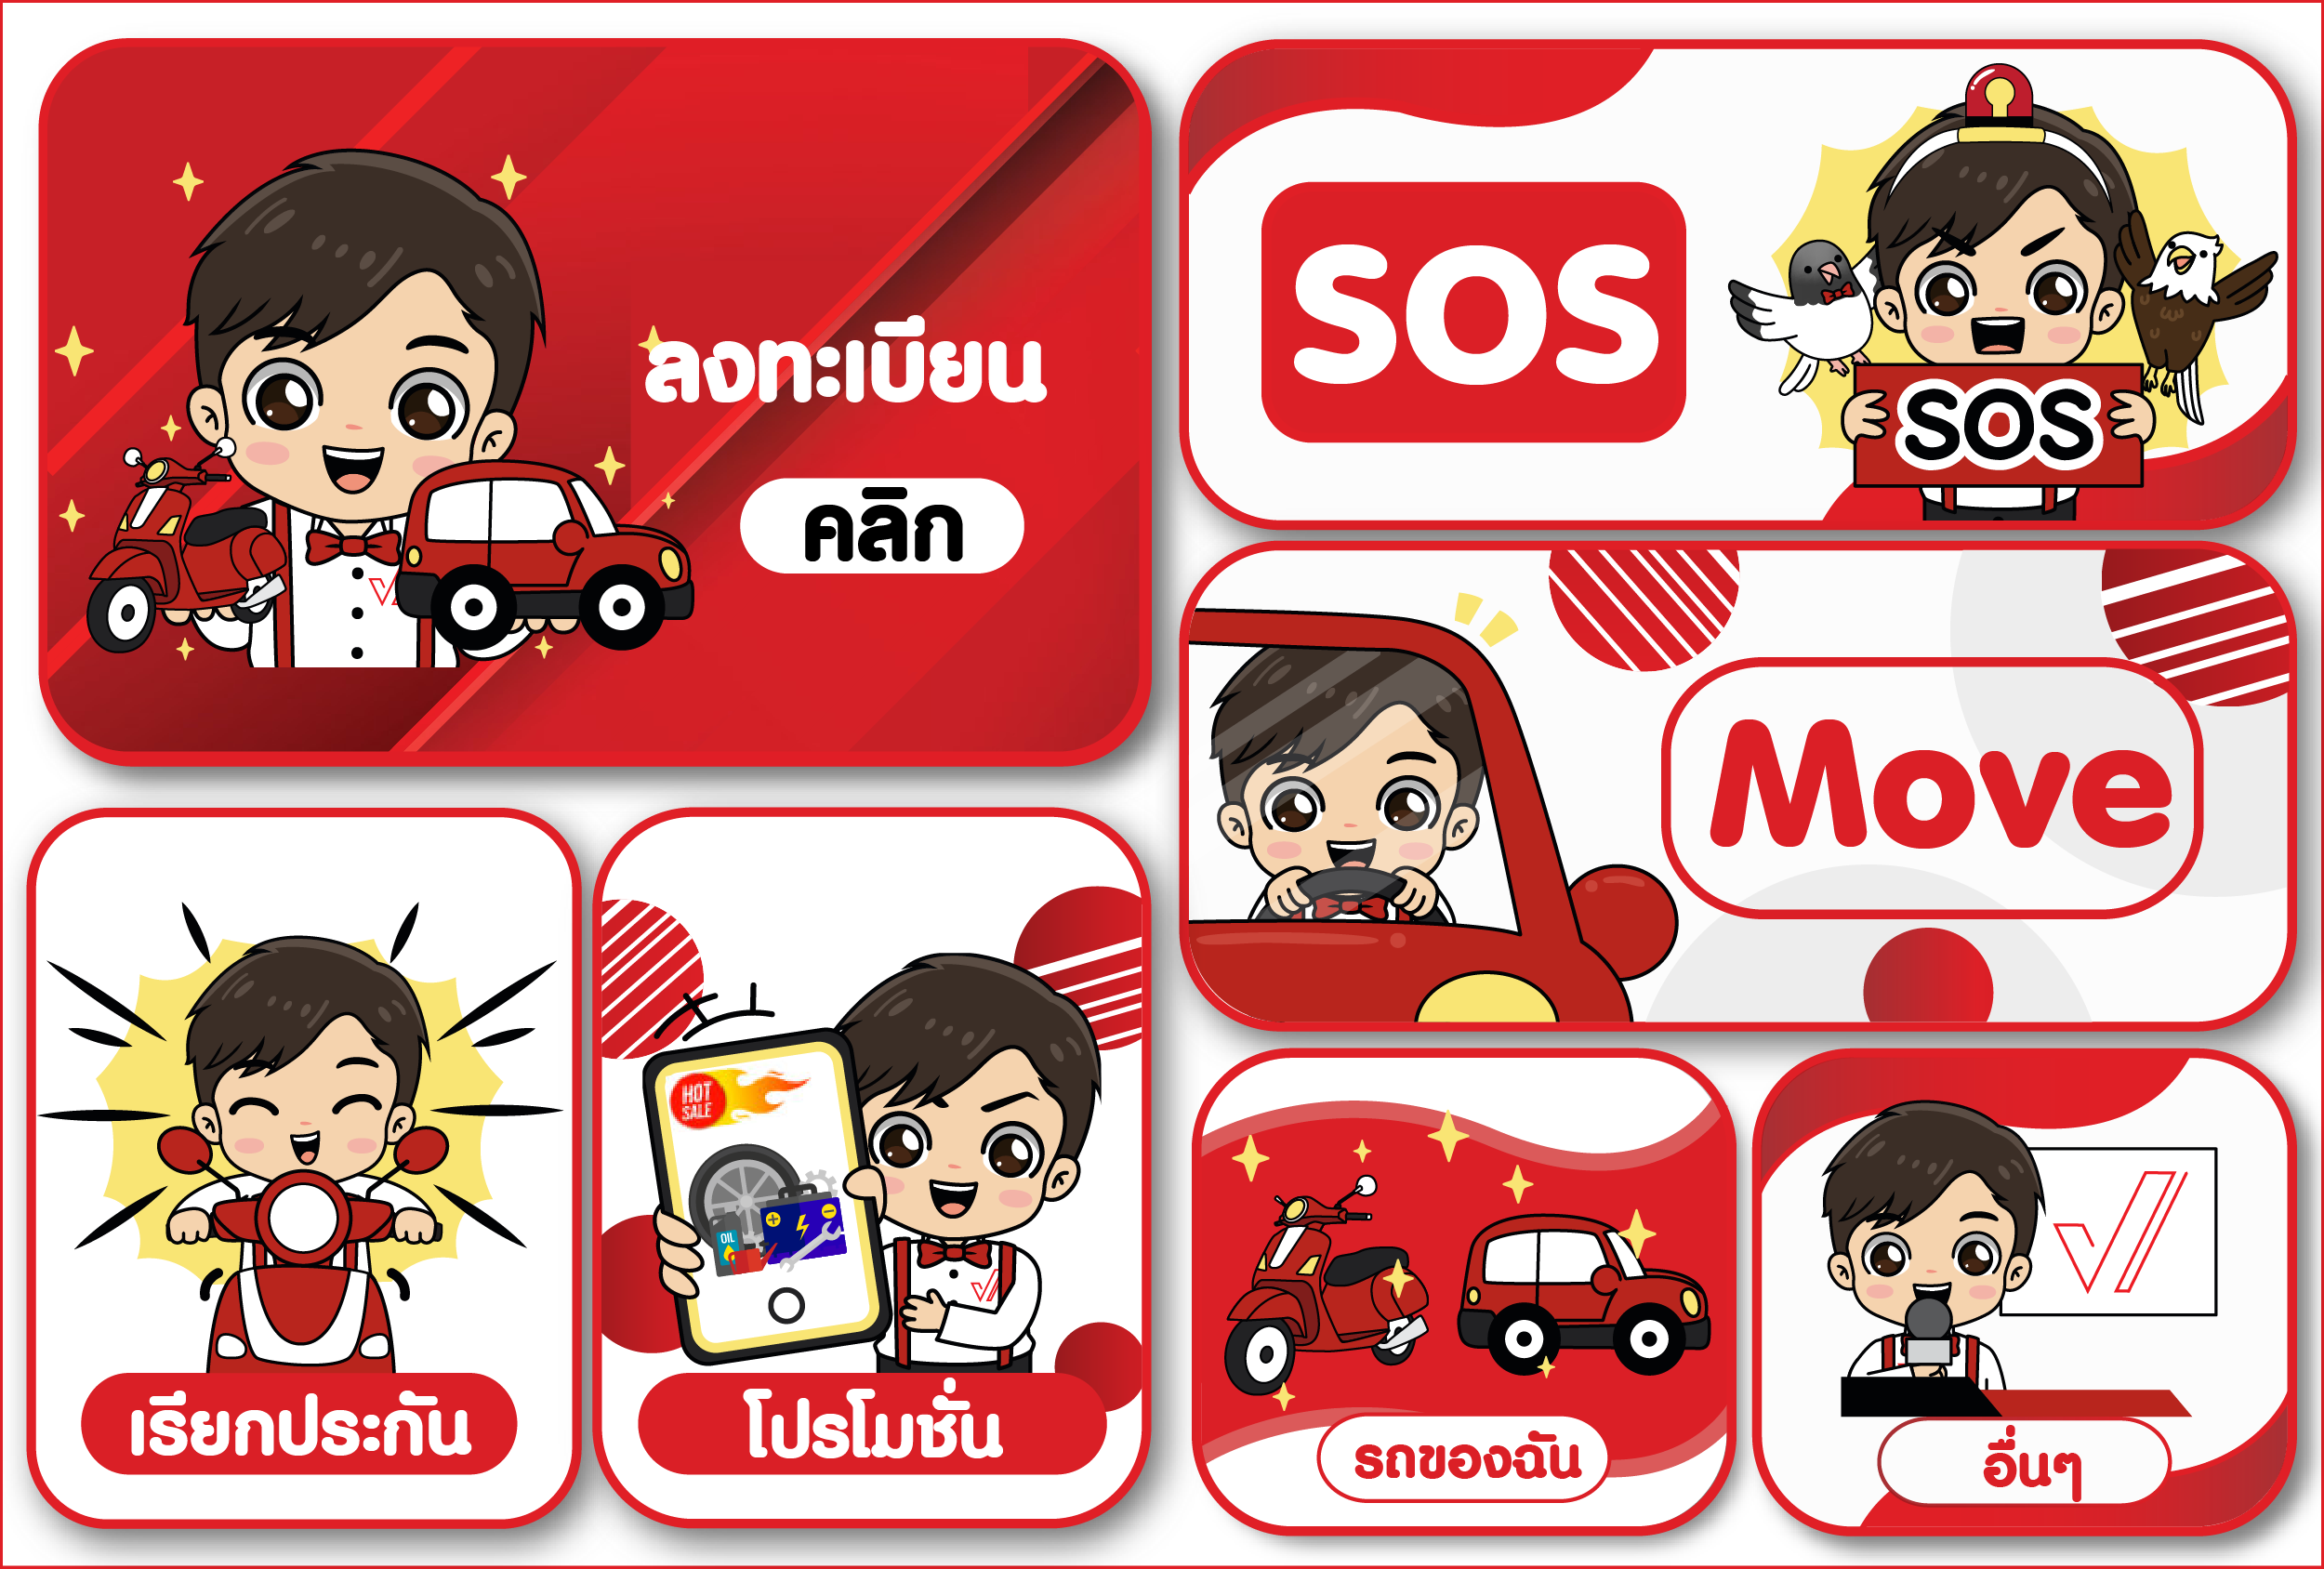 ลงทะเบียน
คลิก
SOS
SOS
Move
เรียกประกัน
HOT
SALE
OIL
โปรโมชั่น
รถของฉัน
อื่นๆ